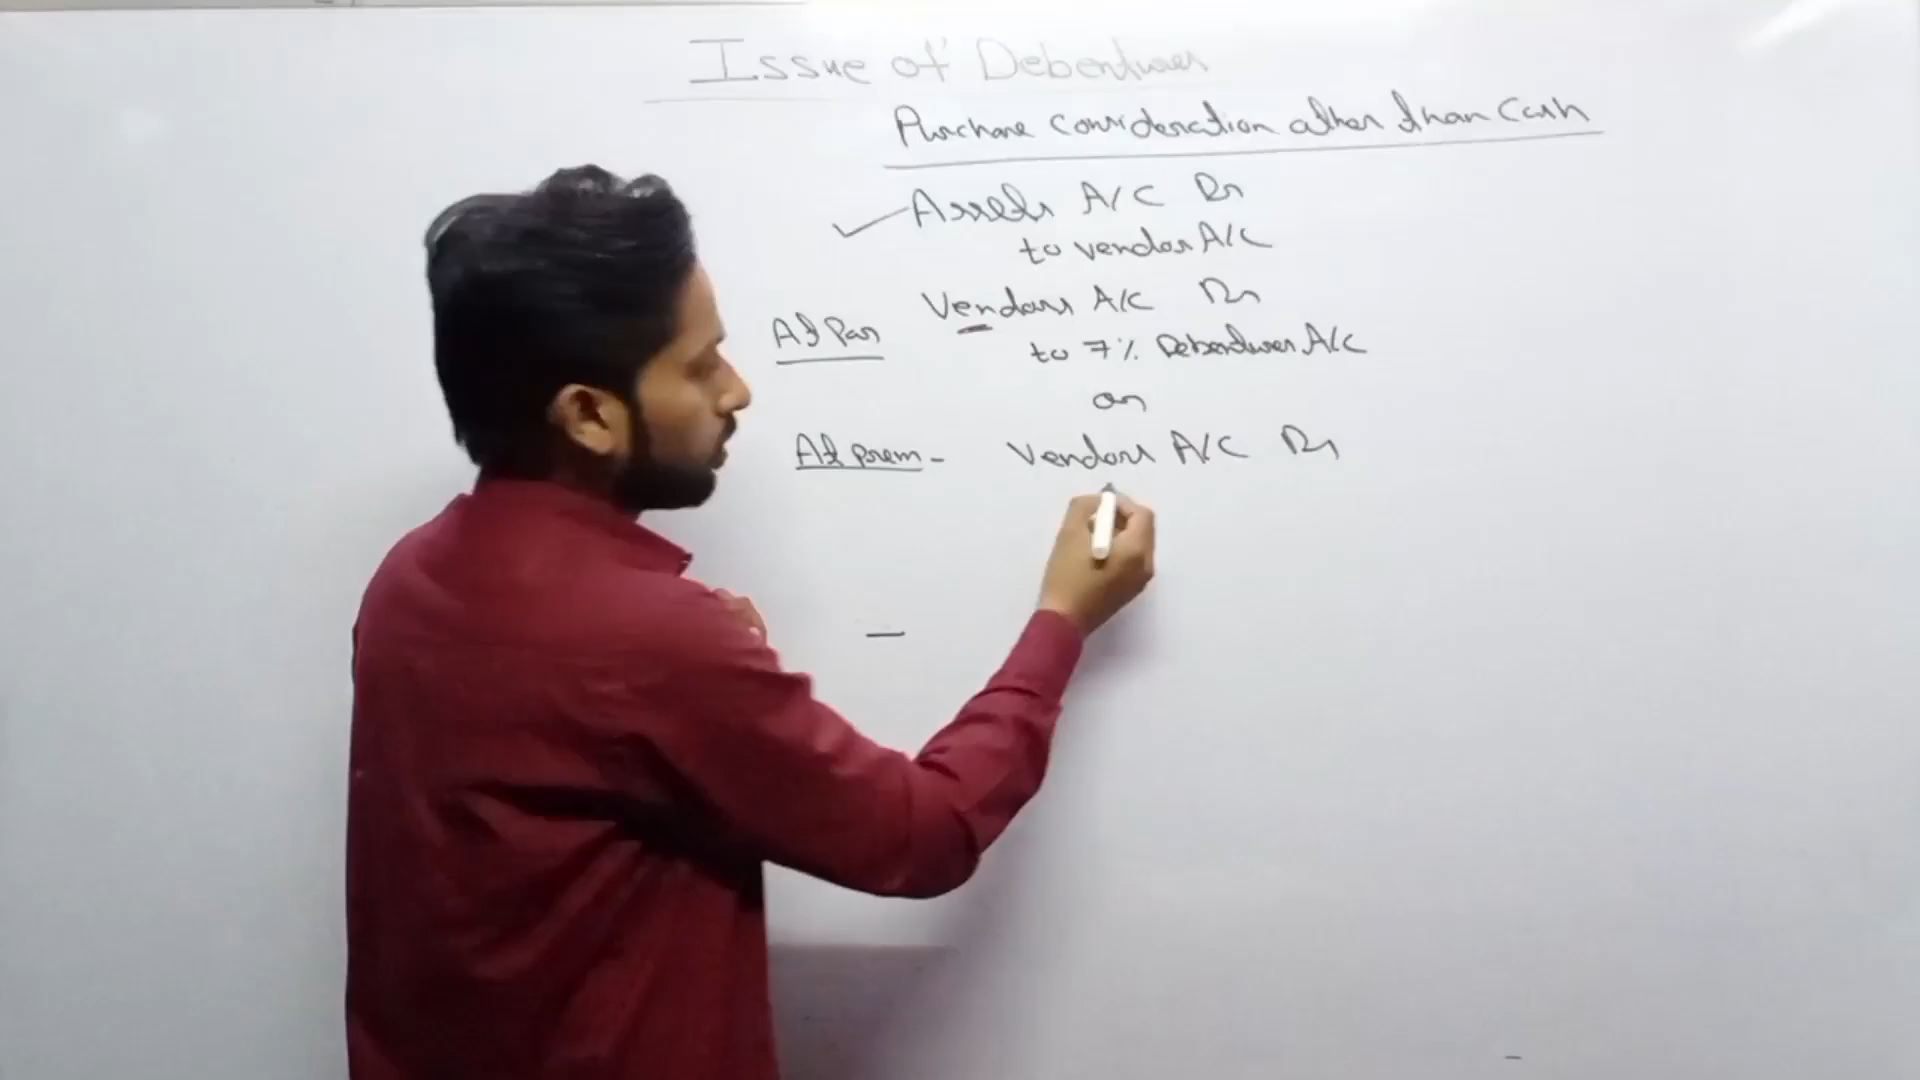 Issue of Debentures
Purchase consideration other than Cash
Assets A/C Dr
to vendor A/C
At Par Vendors A/C Dr
to 7% Debentures A/C
or
At prem - Vendors A/C Dr